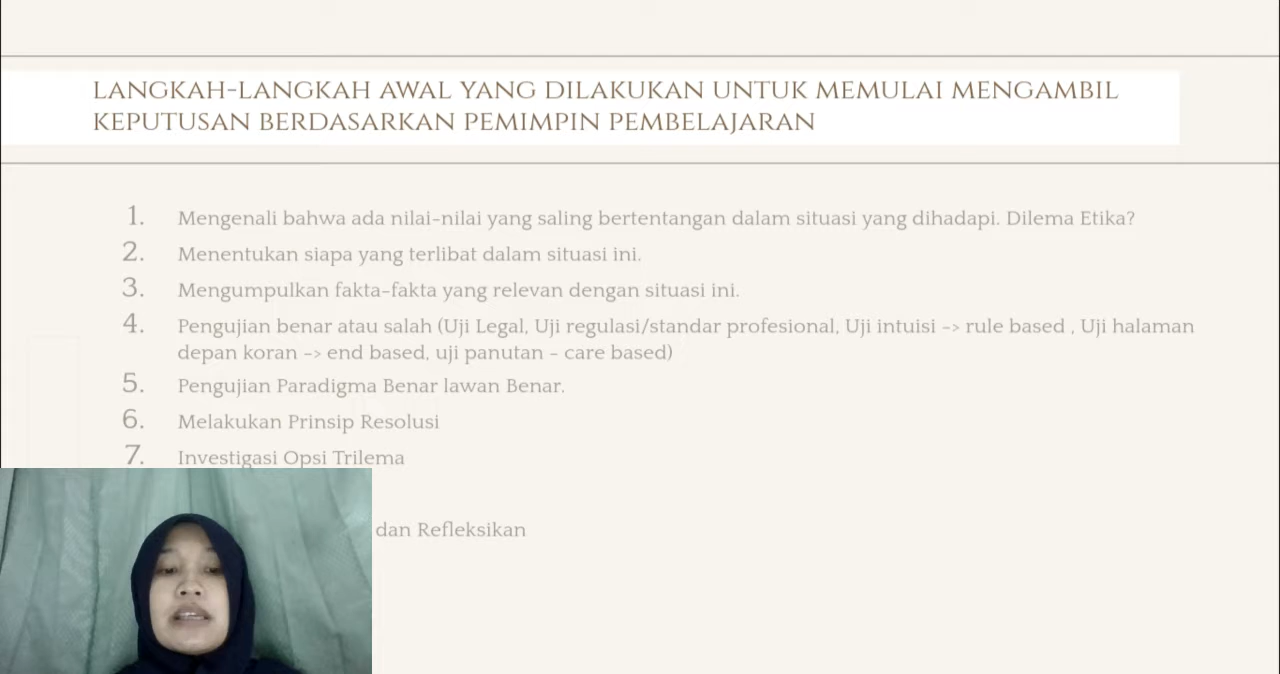 LANGKAH-LANGKAH AWAL YANG DILAKUKAN UNTUK MEMULAI MENGAMBIL
KEPUTUSAN BERDASARKAN PEMIMPIN PEMBELAJARAN
1. Mengenali bahwa ada nilai-nilai yang saling bertentangan dalam situasi yang dihadapi. Dilema Etika?
2. Menentukan siapa yang terlibat dalam situasi ini.
3. Mengumpulkan fakta-fakta yang relevan dengan situasi ini.
4. Pengujian benar atau salah (Uji Legal, Uji regulasi/standar profesional, Uji intuisi -> rule based , Uji halaman
depan koran -> end based, uji panutan - care based)
5. Pengujian Paradigma Benar lawan Benar.
6. Melakukan Prinsip Resolusi
7. Investigasi Opsi Trilema
dan Refleksikan